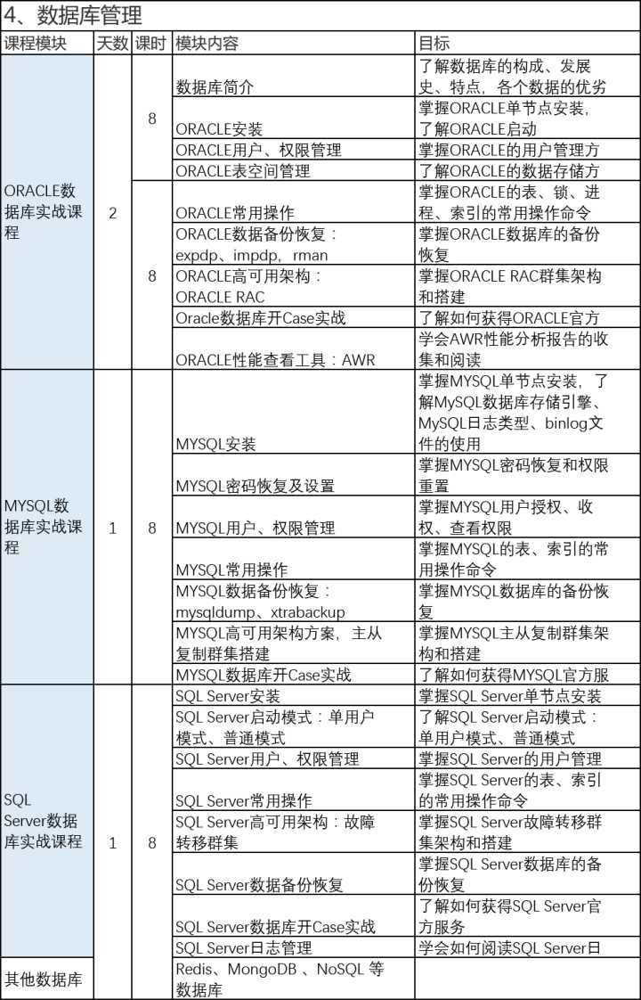 4、数据库管理
课程模块 天数 课时 模块内容 目标
ORACLE数
据库实战课
程
2
8
数据库简介
了解数据库的构成、发展
史、特点，各个数据的优劣
ORACLE安装
掌握ORACLE单节点安装，
了解ORACLE启动
ORACLE用户、权限管理
掌握ORACLE的用户管理方
ORACLE表空间管理
了解ORACLE的数据存储方
8
ORACLE常用操作
掌握ORACLE的表、锁、进
程、索引的常用操作命令
ORACLE数据备份恢复：
expdp、impdp，rman
掌握ORACLE数据库的备份
恢复
ORACLE高可用架构：
ORACLE RAC
掌握ORACLE RAC群集架构
和搭建
Oracle数据库开Case实战
了解如何获得ORACLE官方
ORACLE性能查看工具：AWR
学会AWR性能分析报告的收
集和阅读
MYSQL数
据库实战课
程
1
8
MYSQL安装
掌握MYSQL单节点安装，了
解MySQL数据库存储引擎、
MySQL日志类型、binlog文
件的使用
MYSQL密码恢复及设置
掌握MYSQL密码恢复和权限
重置
MYSQL用户、权限管理
掌握MYSQL用户授权、收
权、查看权限
MYSQL常用操作
掌握MYSQL的表、索引的常
用操作命令
MYSQL数据备份恢复：
mysqldump、xtrabackup
掌握MYSQL数据库的备份恢
复
MYSQL高可用架构方案，主从
复制群集搭建
掌握MYSQL主从复制群集架
构和搭建
MYSQL数据库开Case实战
了解如何获得MYSQL官方服
SQL
Server数据
库实战课程
1
8
SQL Server安装
掌握SQL Server单节点安装
SQL Server启动模式：单用户
模式、普通模式
了解SQL Server启动模式：
单用户模式、普通模式
SQL Server用户、权限管理
掌握SQL Server的用户管理
SQL Server常用操作
掌握SQL Server的表、索引
的常用操作命令
SQL Server高可用架构：故障
转移群集
掌握SQL Server故障转移群
集架构和搭建
SQL Server数据备份恢复
掌握SQL Server数据库的备
份恢复
SQL Server数据库开Case实战
了解如何获得SQL Server官
方服务
SQL Server日志管理
学会如何阅读SQL Server日
其他数据库
Redis、MongoDB 、NoSQL 等
数据库